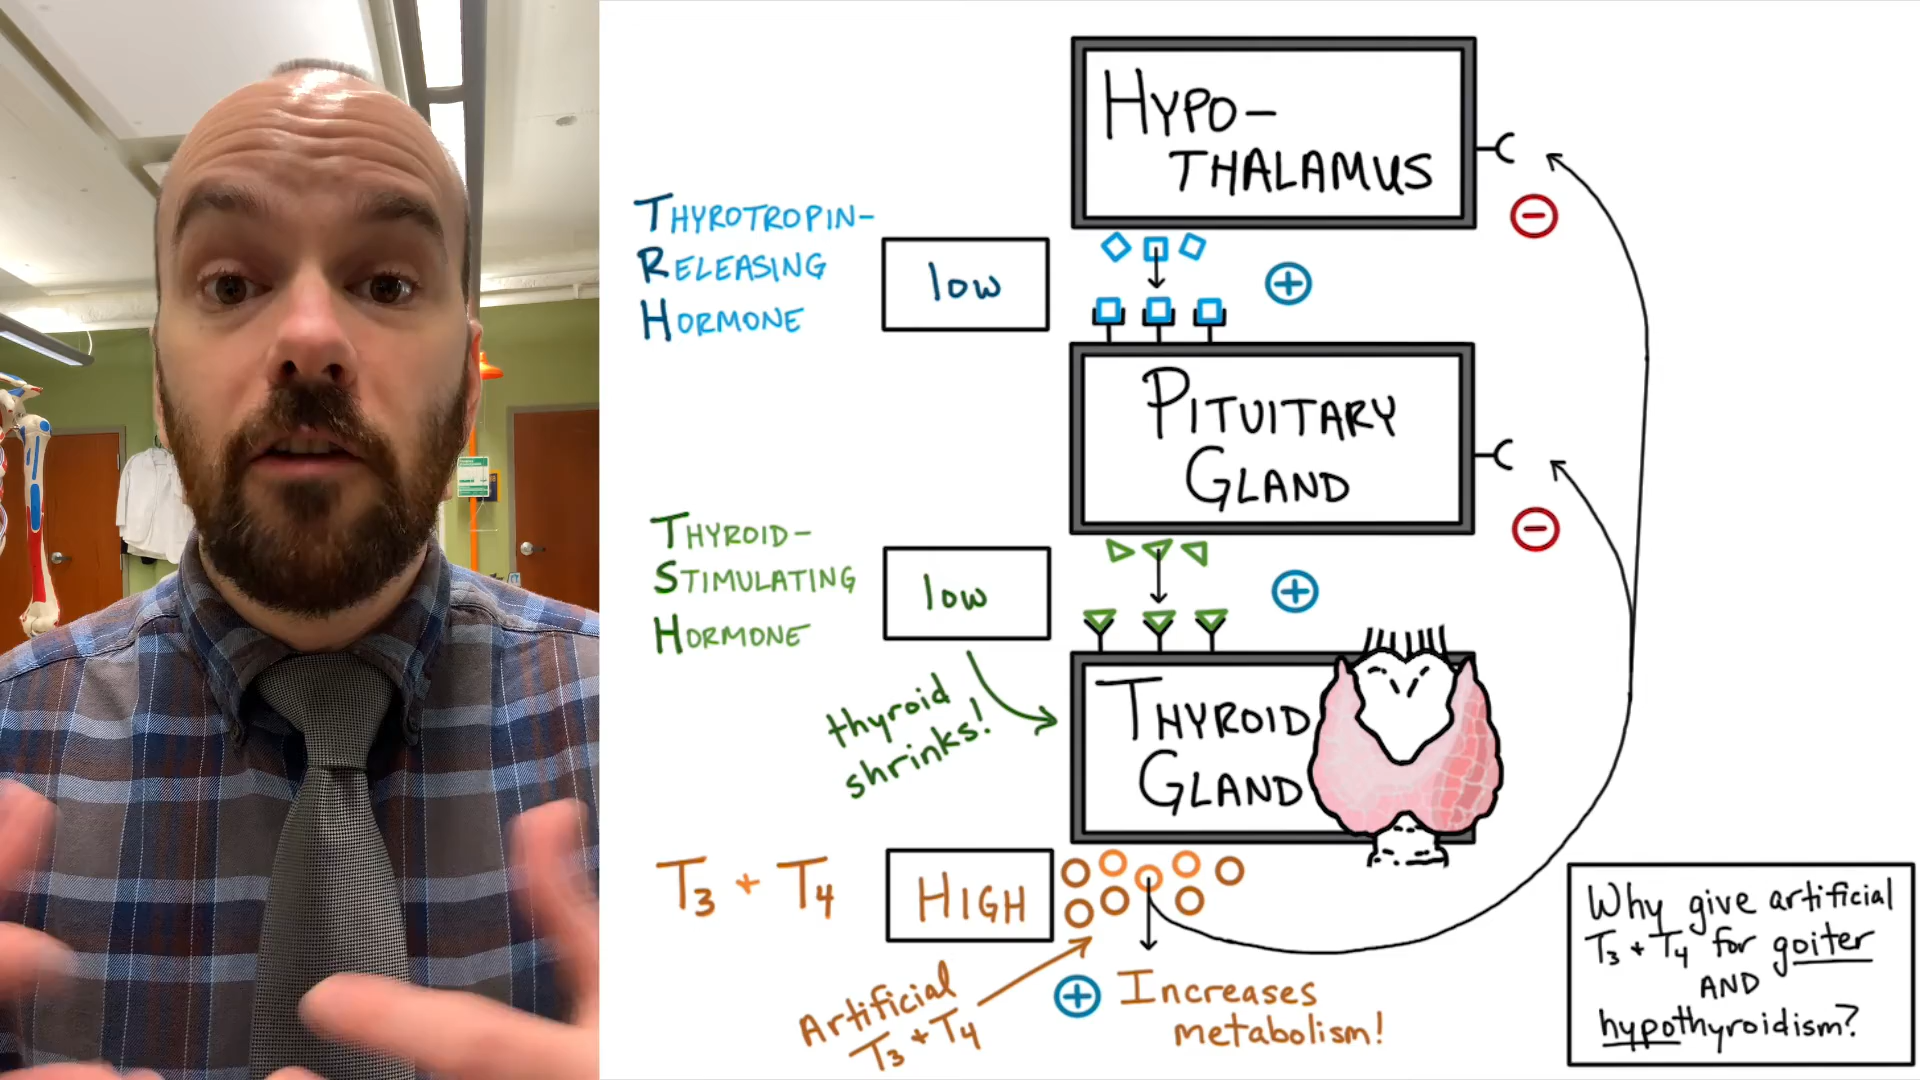 HYPO-
THALAMUS
THYROTROPIN-
RELEASING
HORMONE
low
PITUITARY
GLAND
THYROID-
STIMULATING
HORMONE
low
thyroid
shrinks!
THYROID
GLAND
T3 + T4
HIGH
Artificial
T3 + T4
INCREASES
metabolism!
Why give artificial
T3 + T4 for goiter
AND
hypothyroidism?